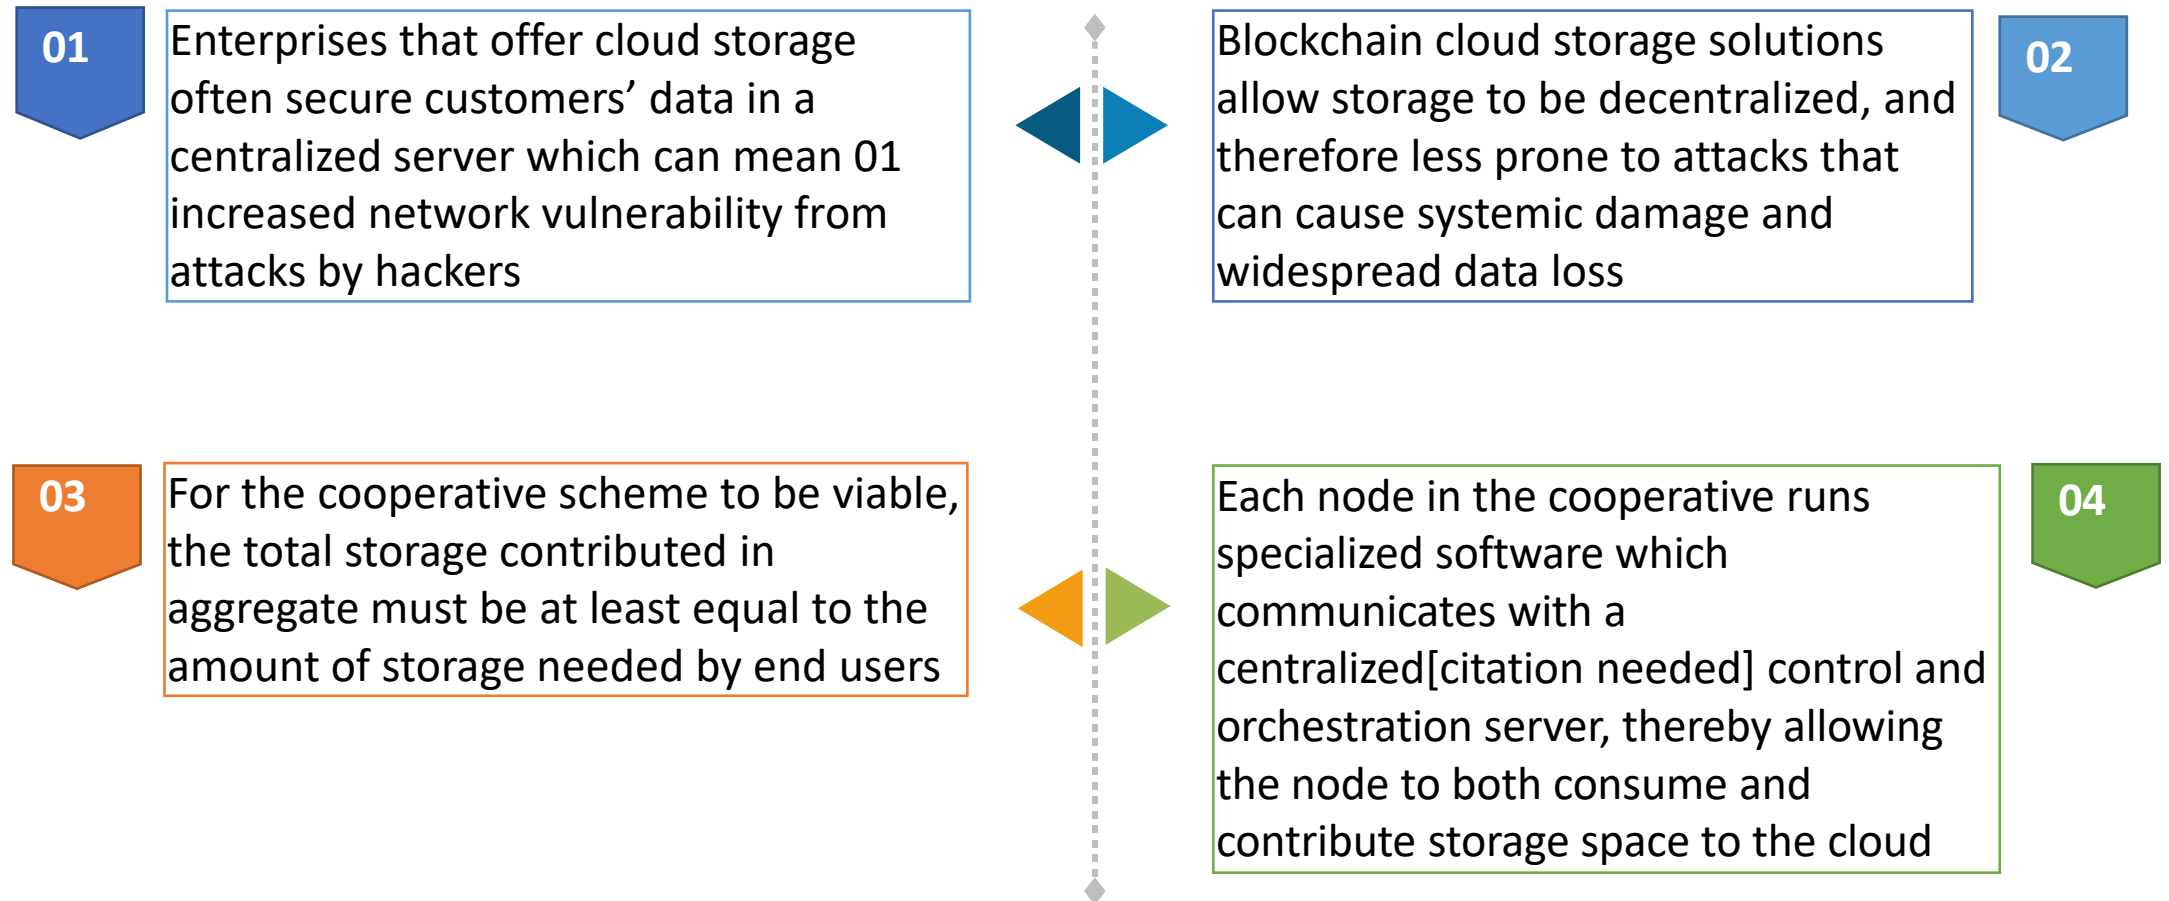 01
Enterprises that offer cloud storage
often secure customers’ data in a
centralized server which can mean 01
increased network vulnerability from
attacks by hackers
Blockchain cloud storage solutions
allow storage to be decentralized, and
therefore less prone to attacks that
can cause systemic damage and
widespread data loss
02
03
For the cooperative scheme to be viable,
the total storage contributed in
aggregate must be at least equal to the
amount of storage needed by end users
Each node in the cooperative runs
specialized software which
communicates with a
centralized[citation needed] control and
orchestration server, thereby allowing
the node to both consume and
contribute storage space to the cloud
04